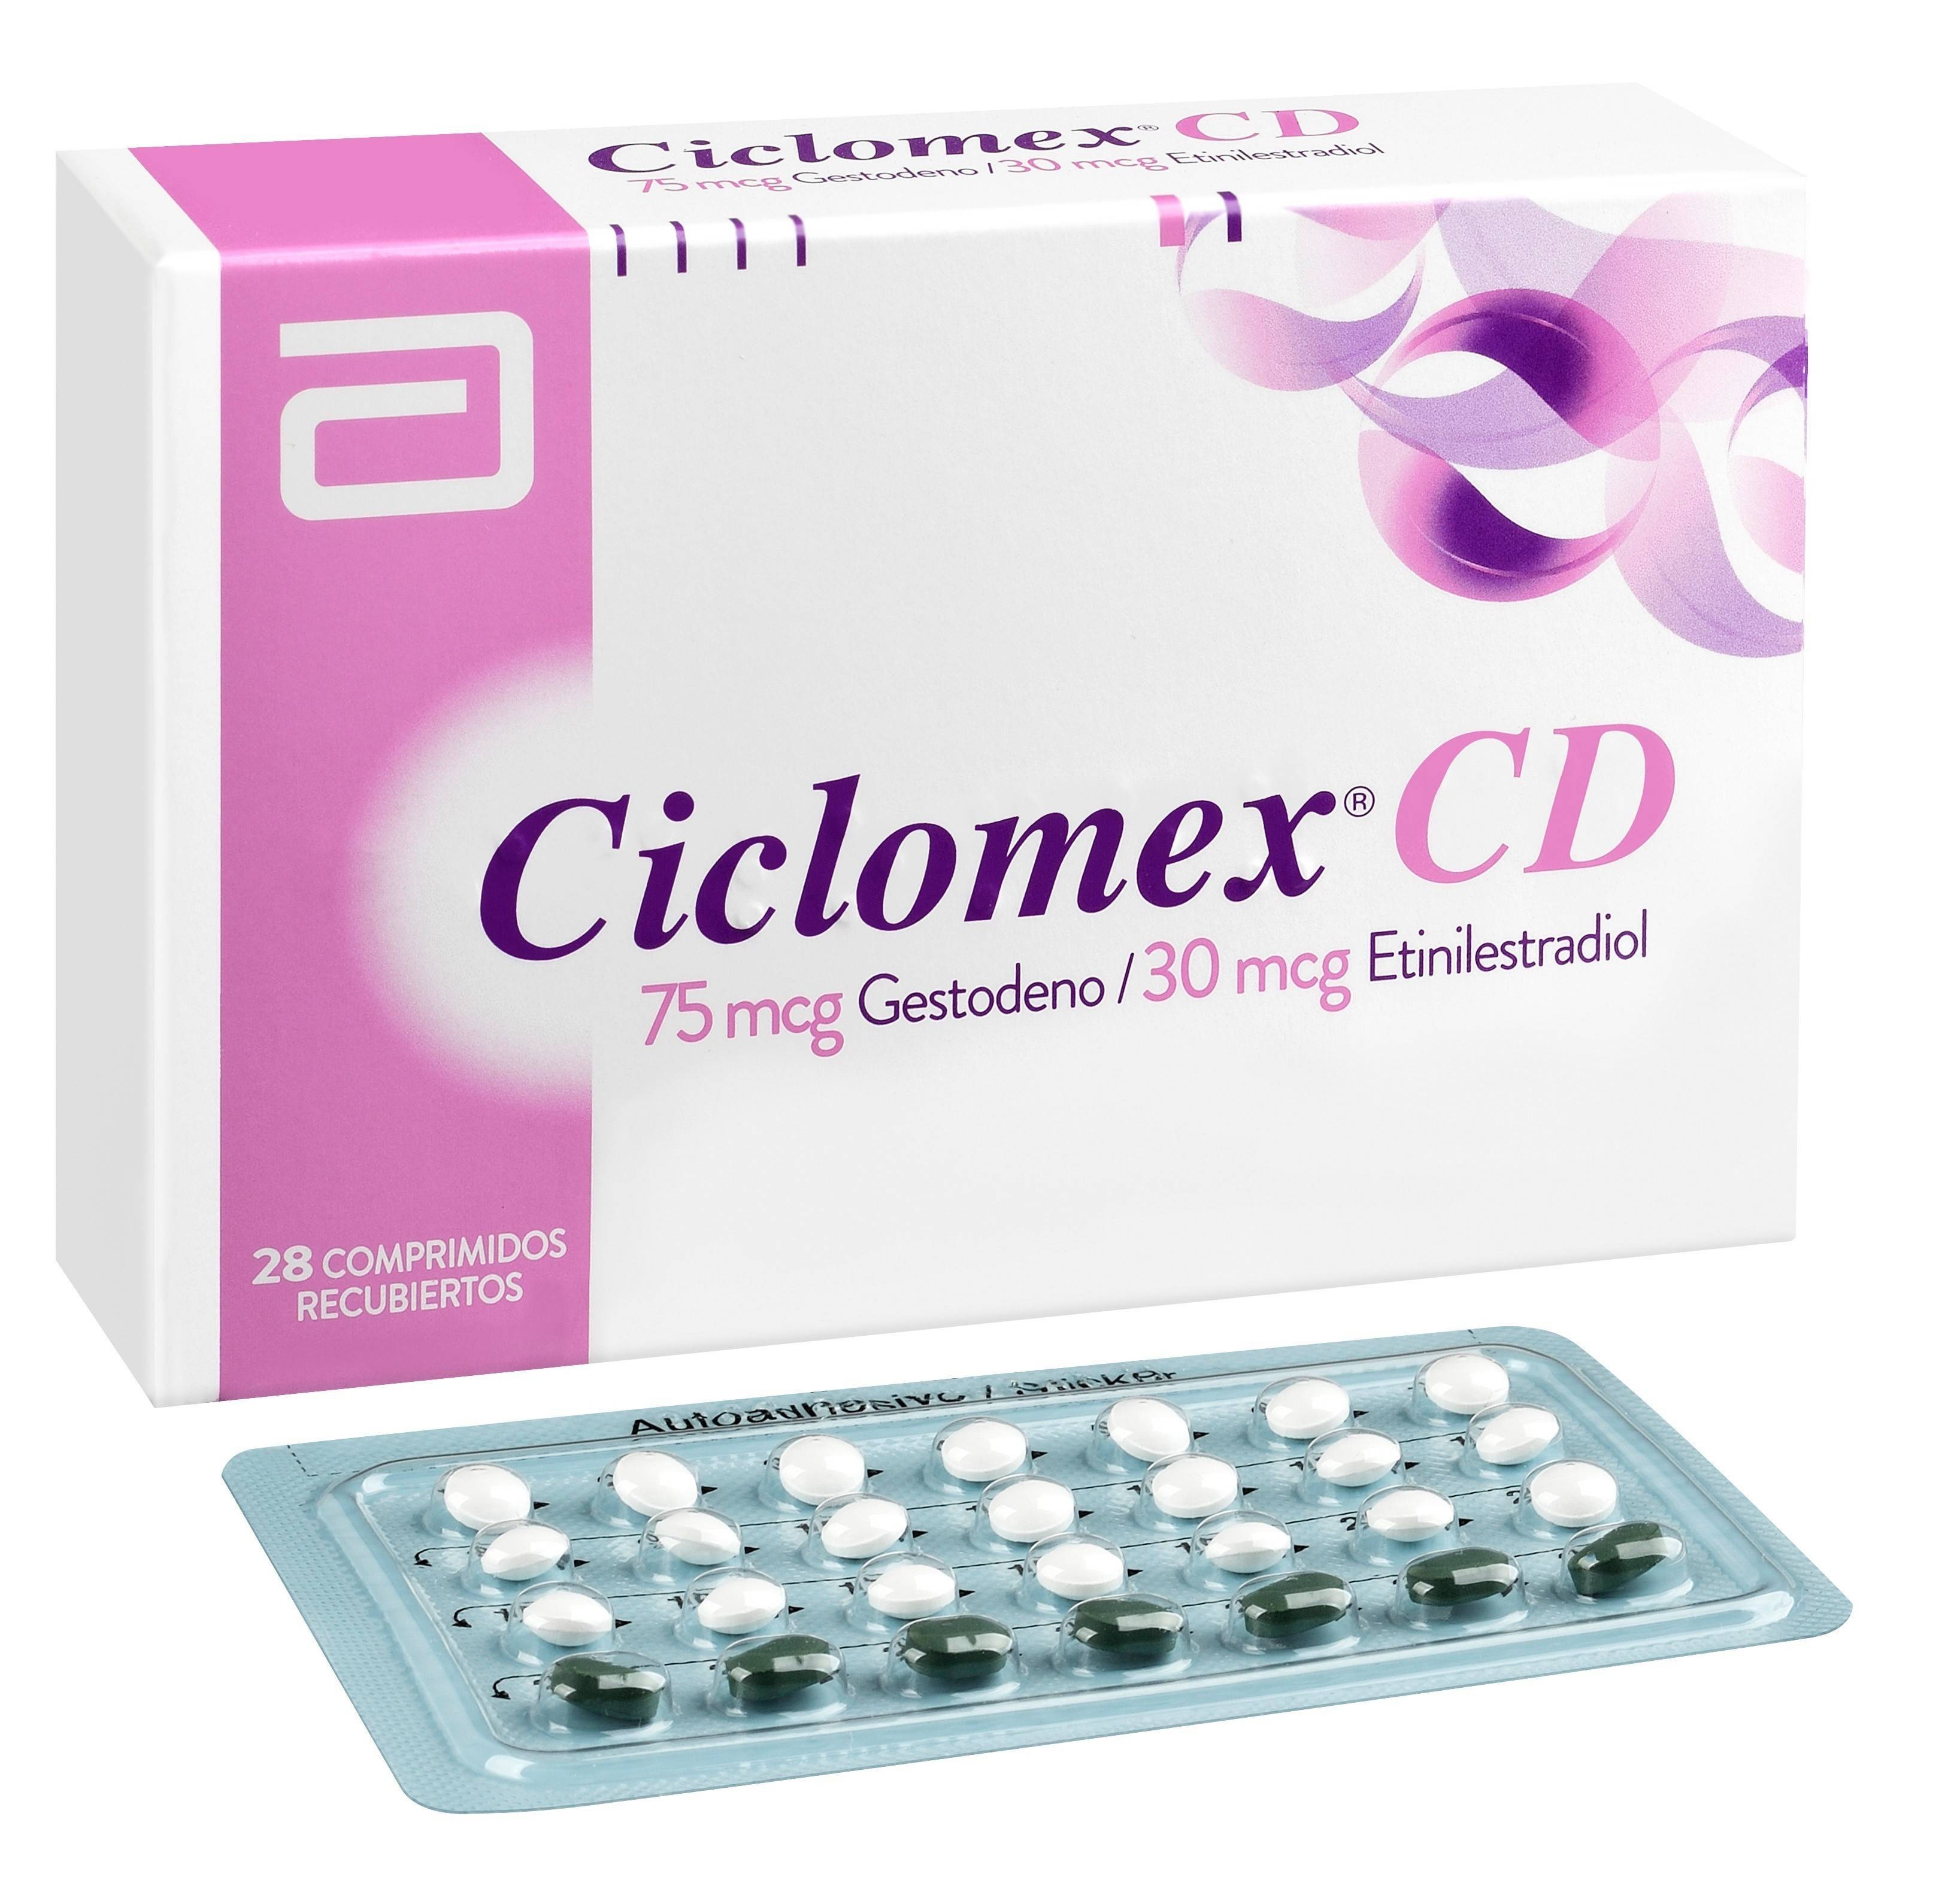 Ciclomex® CD
75 mcg Gestodeno / 30 mcg Etinilestradiol
Ciclomex® CD
75 mcg Gestodeno / 30 mcg Etinilestradiol
28 COMPRIMIDOS
RECUBIERTOS
Autoadhesivo / Sticker